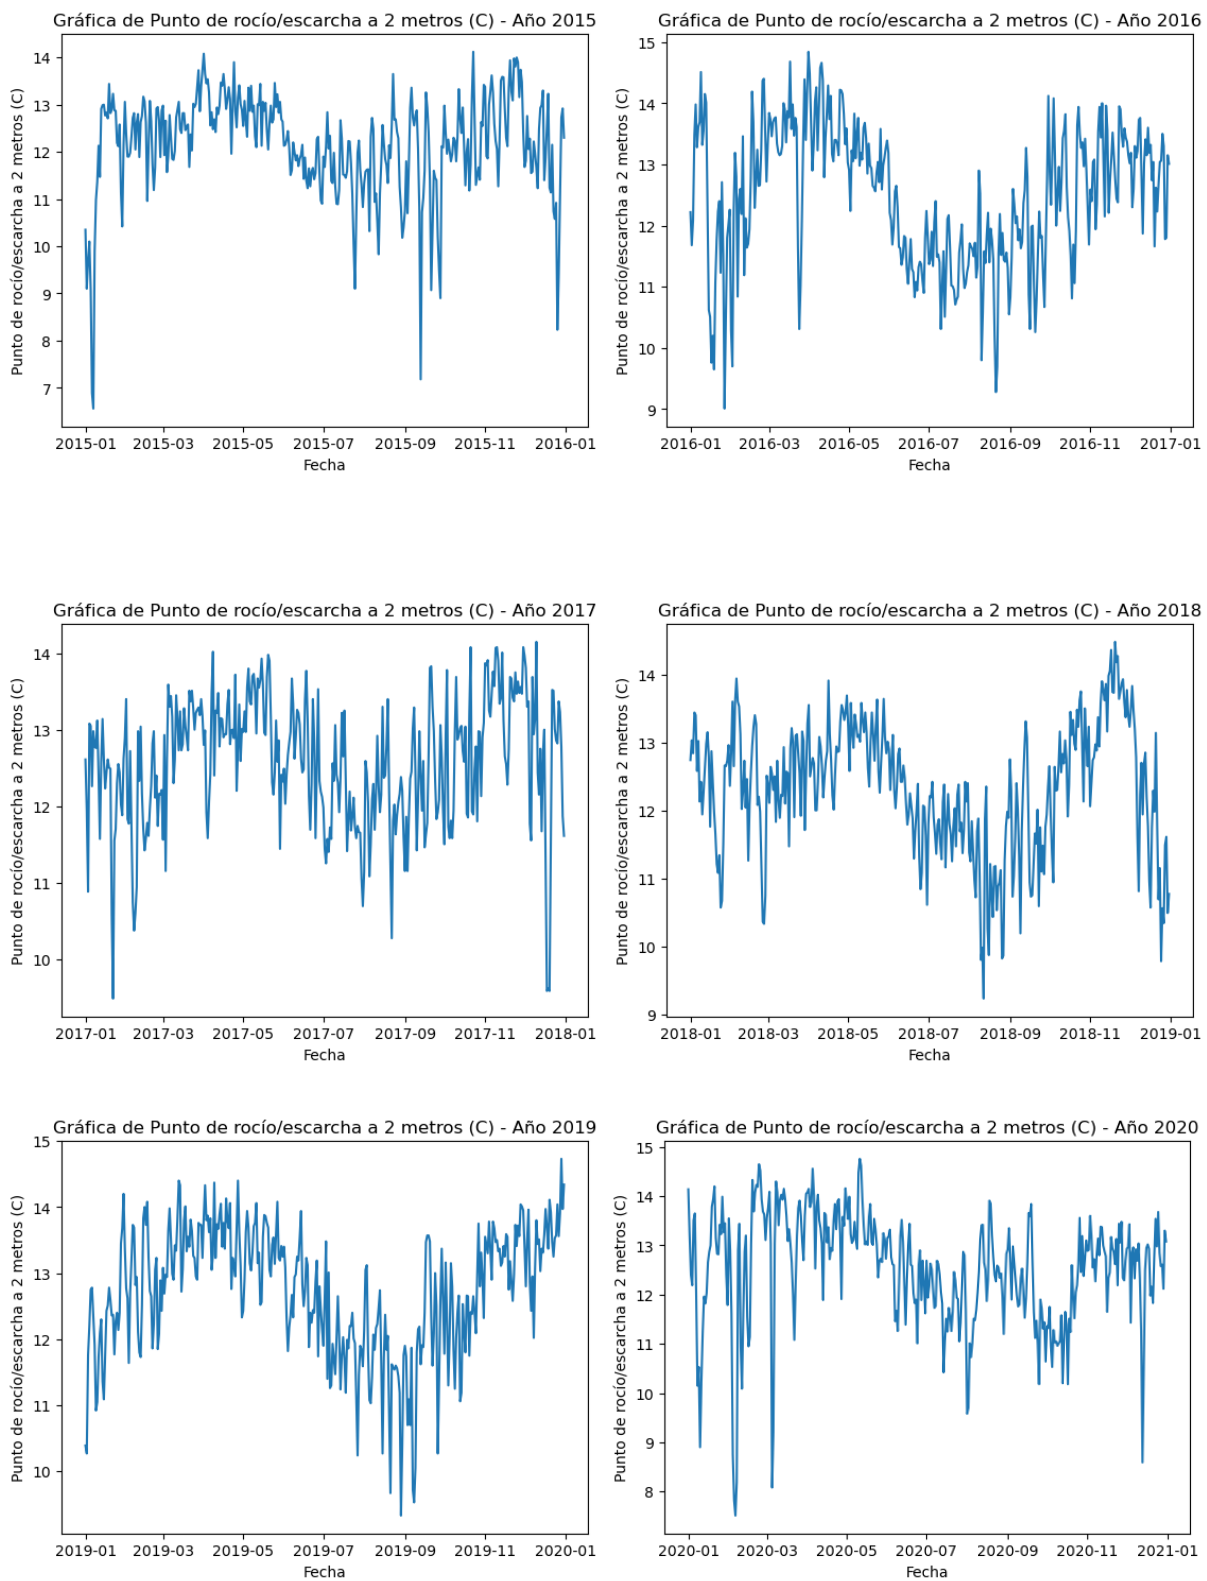 Gráfica de Punto de rocío/escarcha a 2 metros (C) - Año 2015
Punto de rocío/escarcha a 2 metros (C)
14
13
12
11
10
9
8
7
2015-01 2015-03 2015-05 2015-07 2015-09 2015-11 2016-01
Fecha
Gráfica de Punto de rocío/escarcha a 2 metros (C) - Año 2016
Punto de rocío/escarcha a 2 metros (C)
15
14
13
12
11
10
9
2016-01 2016-03 2016-05 2016-07 2016-09 2016-11 2017-01
Fecha
Gráfica de Punto de rocío/escarcha a 2 metros (C) - Año 2017
Punto de rocío/escarcha a 2 metros (C)
14
13
12
11
10
2017-01 2017-03 2017-05 2017-07 2017-09 2017-11 2018-01
Fecha
Gráfica de Punto de rocío/escarcha a 2 metros (C) - Año 2018
Punto de rocío/escarcha a 2 metros (C)
14
13
12
11
10
9
2018-01 2018-03 2018-05 2018-07 2018-09 2018-11 2019-01
Fecha
Gráfica de Punto de rocío/escarcha a 2 metros (C) - Año 2019
Punto de rocío/escarcha a 2 metros (C)
15
14
13
12
11
10
2019-01 2019-03 2019-05 2019-07 2019-09 2019-11 2020-01
Fecha
Gráfica de Punto de rocío/escarcha a 2 metros (C) - Año 2020
Punto de rocío/escarcha a 2 metros (C)
15
14
13
12
11
10
9
8
2020-01 2020-03 2020-05 2020-07 2020-09 2020-11 2021-01
Fecha